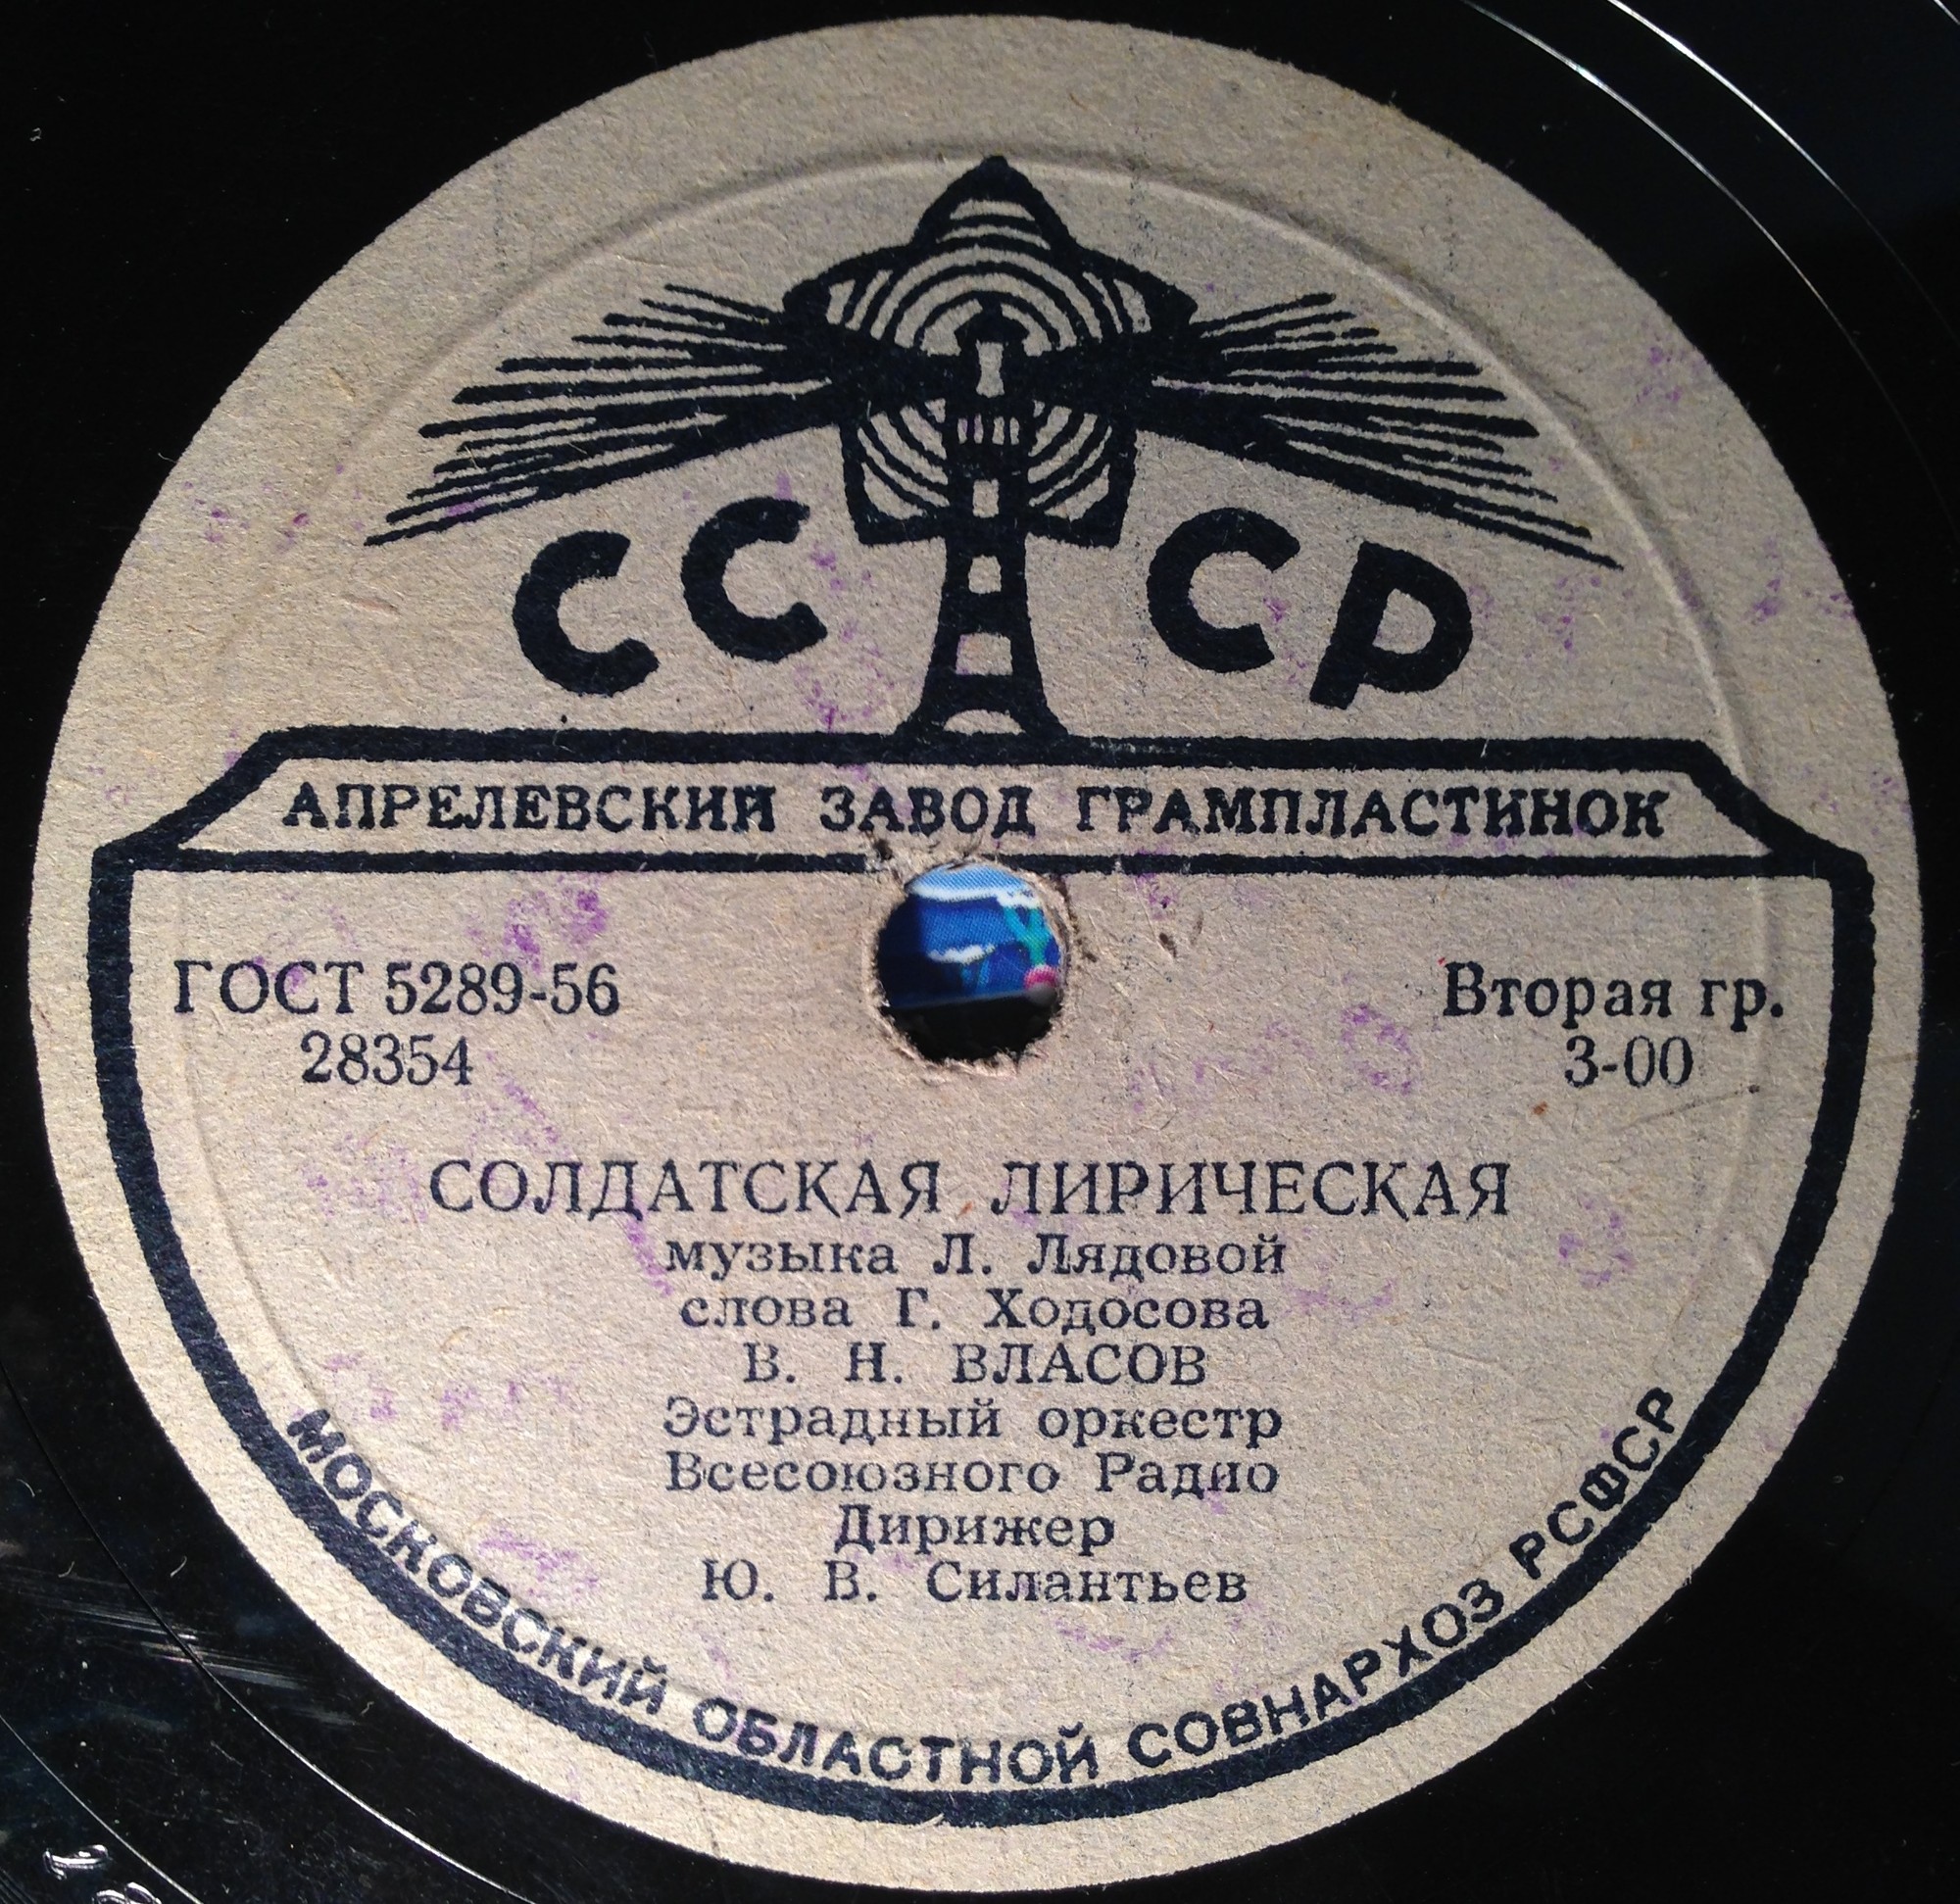 СССР
АПРЕЛЕВСКИЙ ЗАВОД ГРАМПЛАСТИНОК
ГОСТ 5289-56
28354
Вторая гр.
3-00
СОЛДАТСКАЯ ЛИРИЧЕСКАЯ
музыка Л. Лядовой
слова Г. Ходосова
В. Н. ВЛАСОВ
Эстрадный оркестр
Всесоюзного Радио
Дирижер
Ю. В. Силантьев
МОСКОВСКИЙ ОБЛАСТНОЙ СОВНАРХОЗ РСФСР